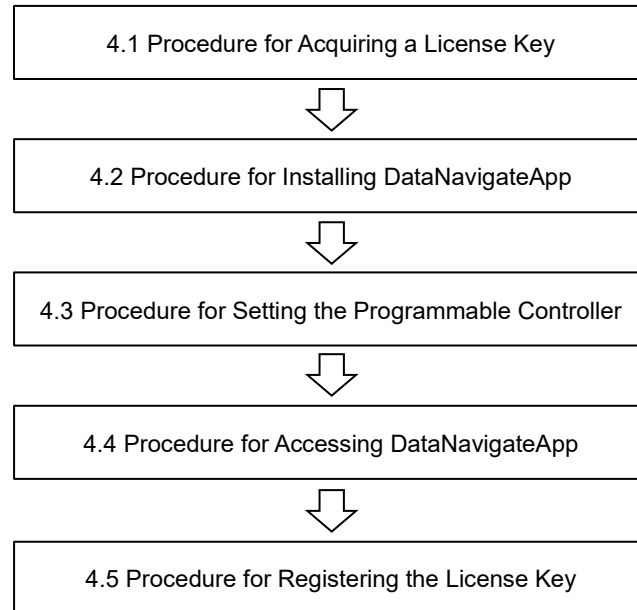 4.1 Procedure for Acquiring a License Key
4.2 Procedure for Installing DataNavigateApp
4.3 Procedure for Setting the Programmable Controller
4.4 Procedure for Accessing DataNavigateApp
4.5 Procedure for Registering the License Key